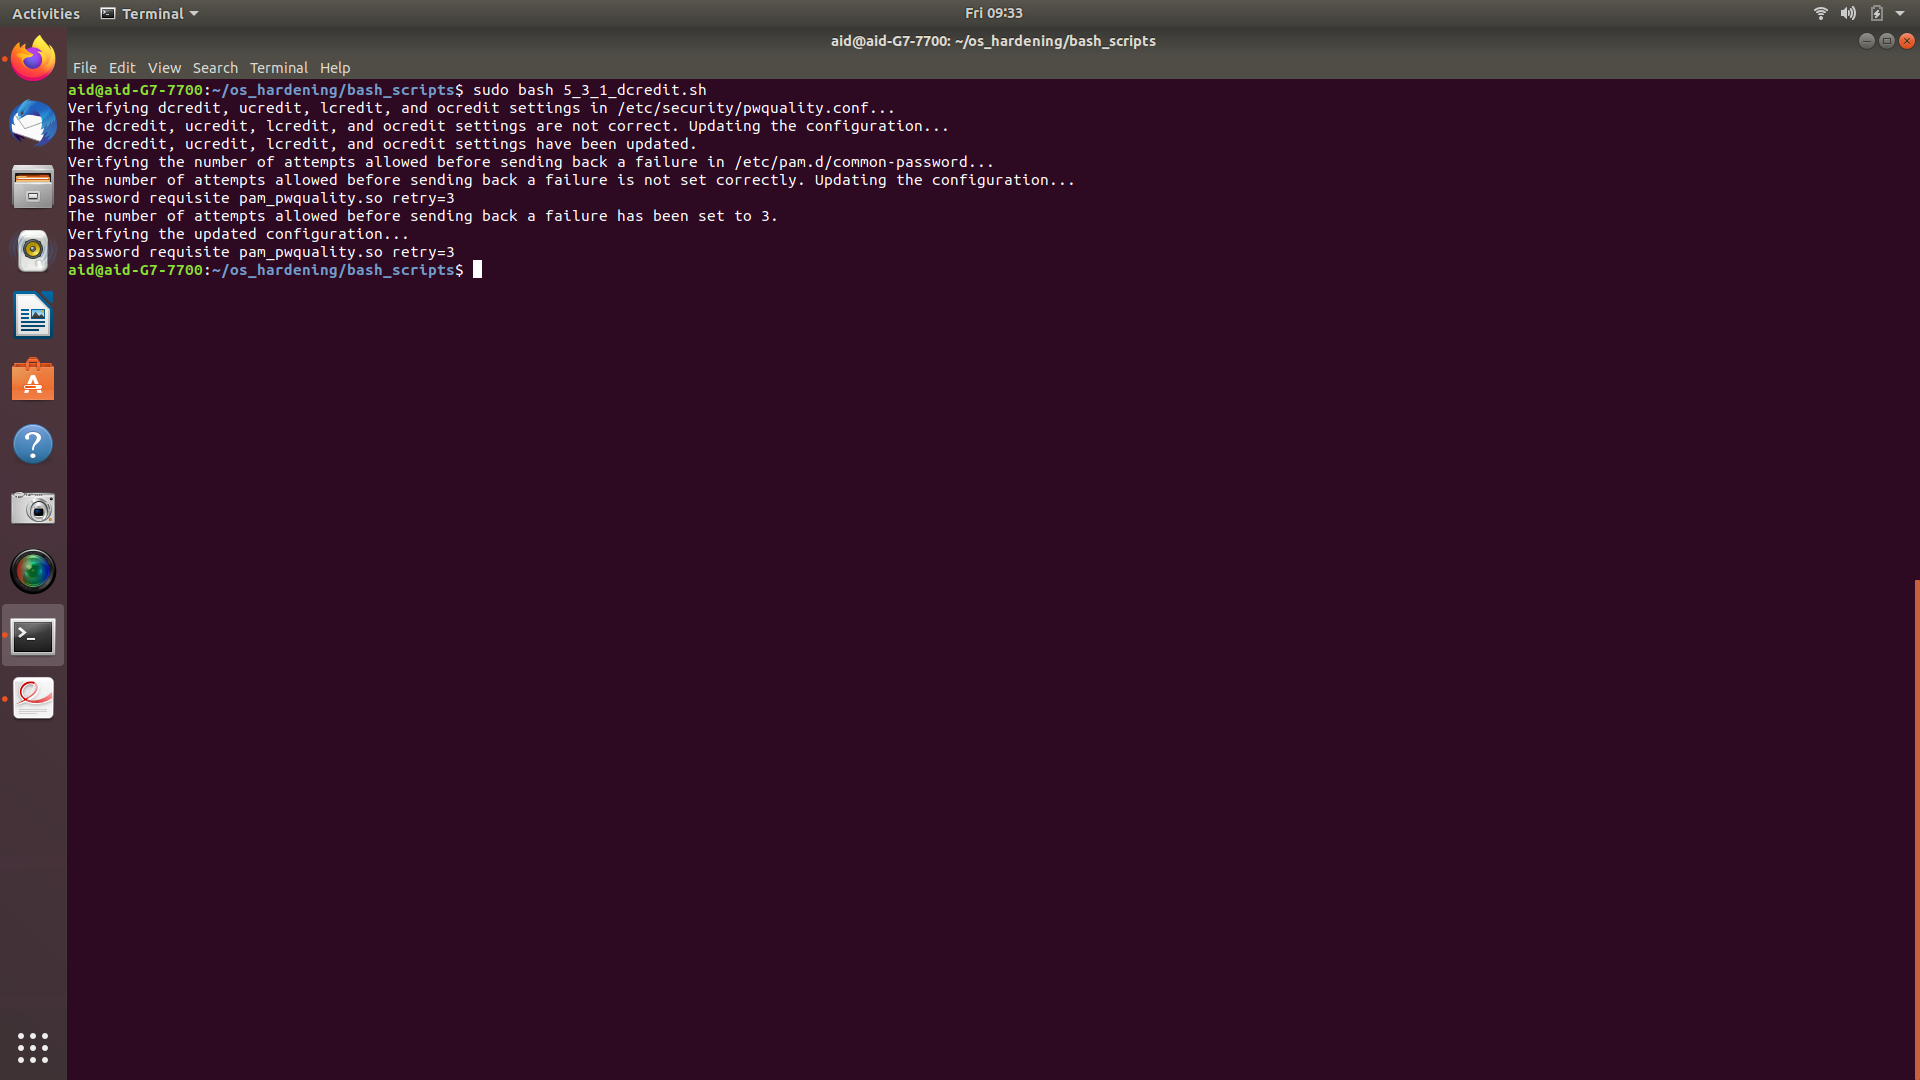 Activities Terminal Fri 09:33
aid@aid-G7-7700: ~/os_hardening/bash_scripts
File Edit View Search Terminal Help
aid@aid-G7-7700:~/os_hardening/bash_scripts$ sudo bash 5_3_1_dcredit.sh
Verifying dcredit, ucredit, lcredit, and ocredit settings in /etc/security/pwquality.conf...
The dcredit, ucredit, lcredit, and ocredit settings are not correct. Updating the configuration...
The dcredit, ucredit, lcredit, and ocredit settings have been updated.
Verifying the number of attempts allowed before sending back a failure in /etc/pam.d/common-password...
The number of attempts allowed before sending back a failure is not set correctly. Updating the configuration...
password requisite pam_pwquality.so retry=3
The number of attempts allowed before sending back a failure has been set to 3.
Verifying the updated configuration...
password requisite pam_pwquality.so retry=3
aid@aid-G7-7700:~/os_hardening/bash_scripts$